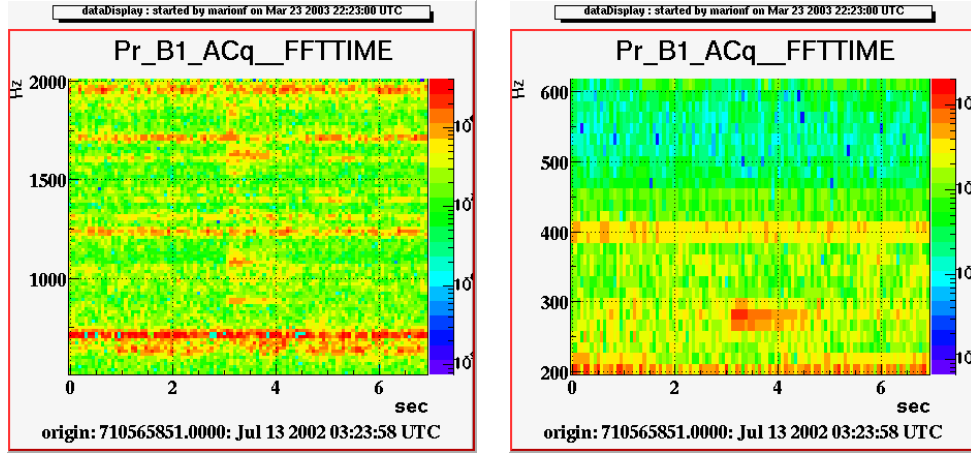 dataDisplay : started by marionf on Mar 23 2003 22:23:00 UTC
Pr_B1_ACq__FFTTIME
Hz
2000
1500
1000
0 2 4 6
sec
origin: 710565851.0000: Jul 13 2002 03:23:58 UTC
dataDisplay : started by marionf on Mar 23 2003 22:23:00 UTC
Pr_B1_ACq__FFTTIME
Hz
600
500
400
300
200
0 2 4 6
sec
origin: 710565851.0000: Jul 13 2002 03:23:58 UTC